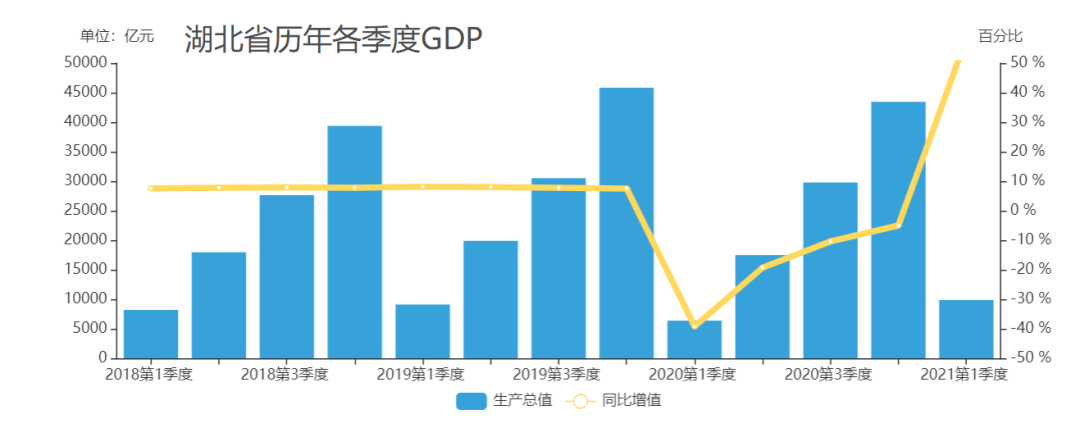 单位：亿元
湖北省历年各季度GDP
百分比
50000
45000
40000
35000
30000
25000
20000
15000
10000
5000
0
50 %
40 %
30 %
20 %
10 %
0 %
-10 %
-20 %
-30 %
-40 %
-50 %
2018第1季度
2018第3季度
2019第1季度
2019第3季度
2020第1季度
2020第3季度
2021第1季度
生产总值
同比增值